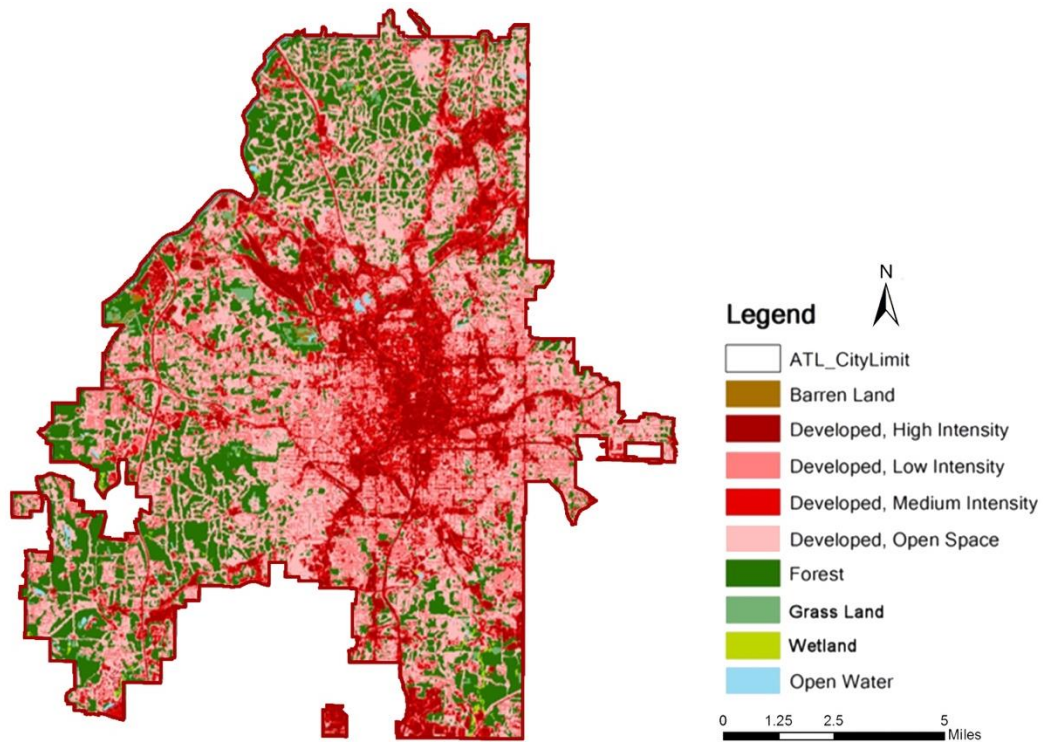 N
Legend
ATL_CityLimit
Barren Land
Developed, High Intensity
Developed, Low Intensity
Developed, Medium Intensity
Developed, Open Space
Forest
Grass Land
Wetland
Open Water
0 1.25 2.5 5
Miles